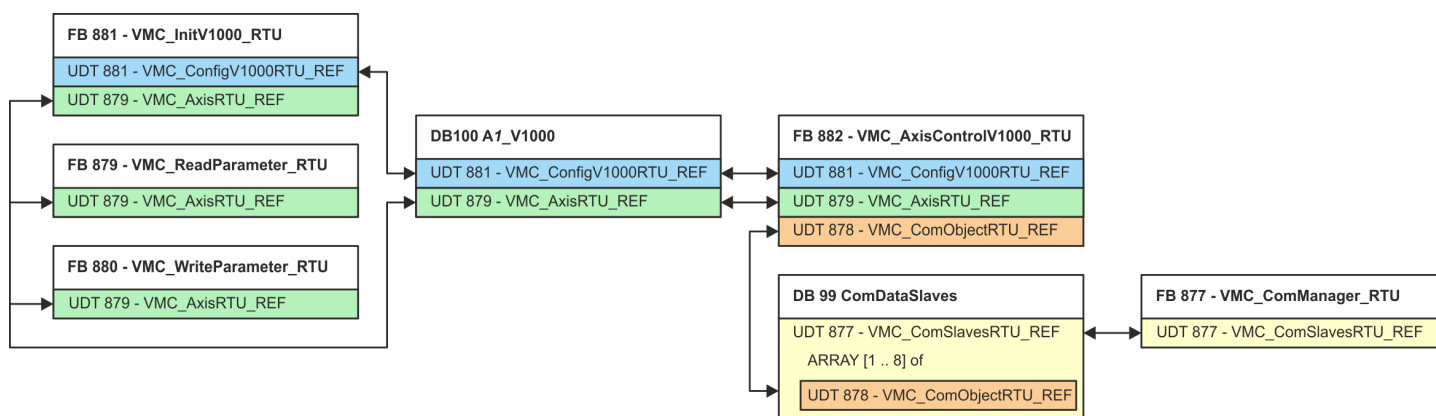 FB 881 - VMC_InitV1000_RTU
UDT 881 - VMC_ConfigV1000RTU_REF
UDT 879 - VMC_AxisRTU_REF
FB 879 - VMC_ReadParameter_RTU
UDT 879 - VMC_AxisRTU_REF
FB 880 - VMC_WriteParameter_RTU
UDT 879 - VMC_AxisRTU_REF
DB100 A1_V1000
UDT 881 - VMC_ConfigV1000RTU_REF
UDT 879 - VMC_AxisRTU_REF
FB 882 - VMC_AxisControlV1000_RTU
UDT 881 - VMC_ConfigV1000RTU_REF
UDT 879 - VMC_AxisRTU_REF
UDT 878 - VMC_ComObjectRTU_REF
DB 99 ComDataSlaves
UDT 877 - VMC_ComSlavesRTU_REF
ARRAY [1 .. 8] of
UDT 878 - VMC_ComObjectRTU_REF
FB 877 - VMC_ComManager_RTU
UDT 877 - VMC_ComSlavesRTU_REF